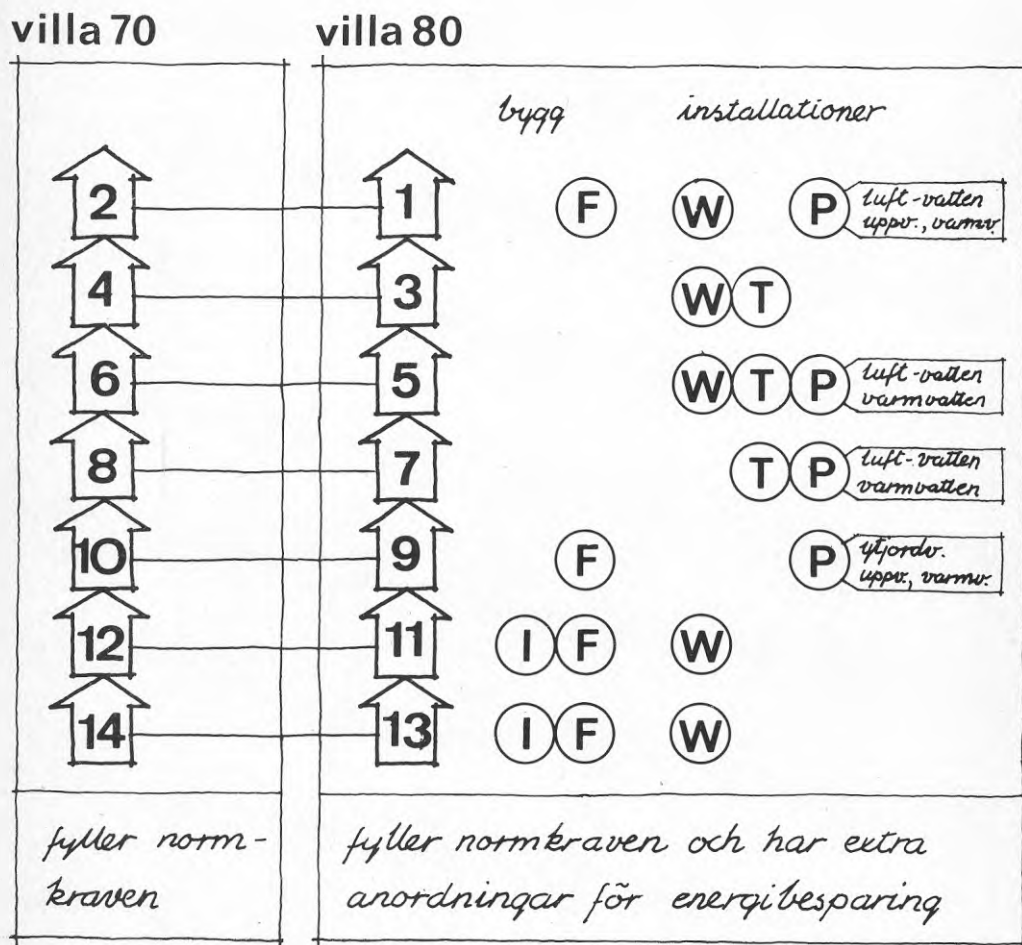 villa 70 villa 80
bygg installationer
2 1 F W P luft-vatten
uppv., varmv.
4 3 W T
6 5 W T P luft-vatten
varmvatten
8 7 T P luft-vatten
varmvatten
10 9 F P ytjordv.
uppv., varmv.
12 11 I F W
14 13 I F W
fyller norm-
kraven
fyller normkraven och har extra
anordningar för energibesparing